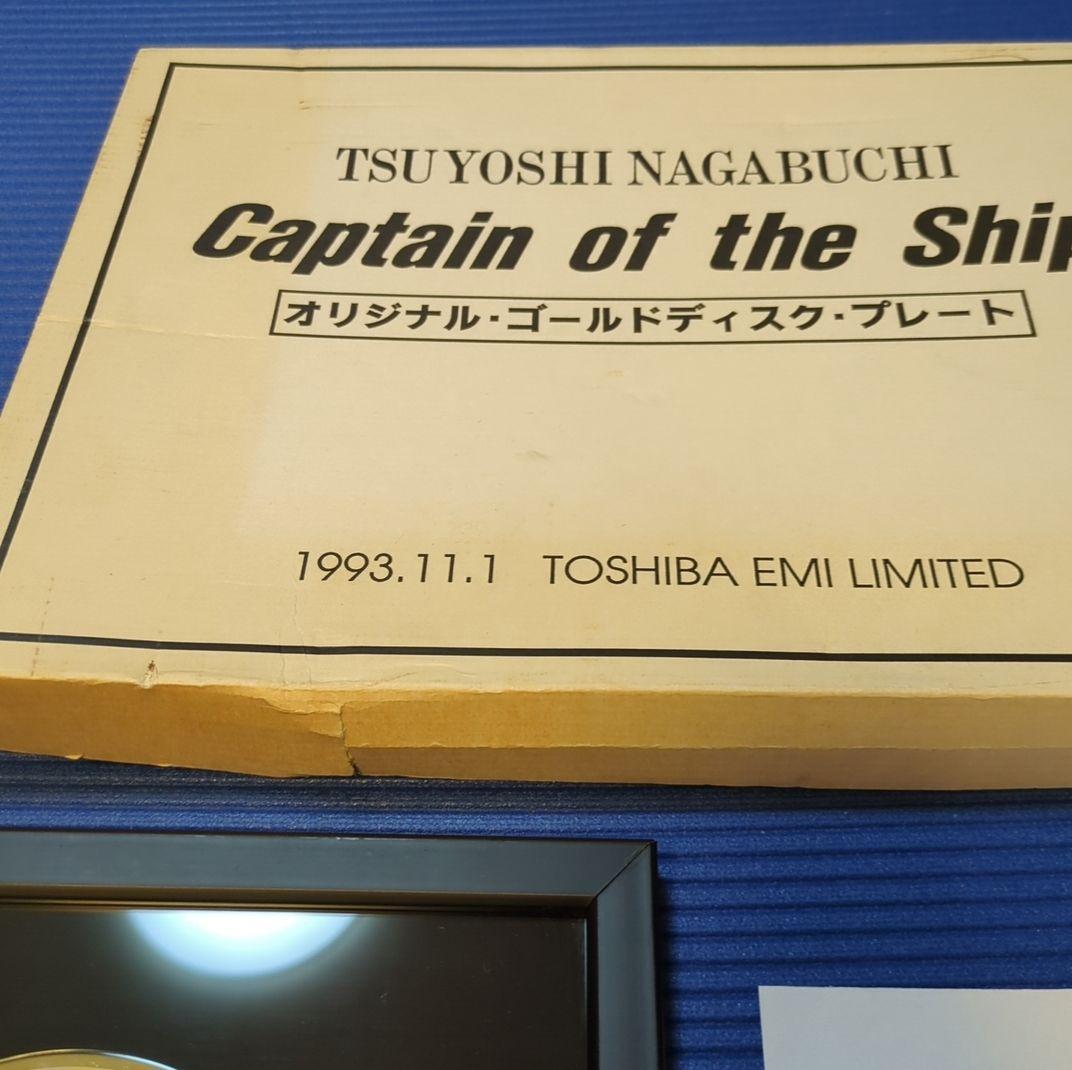 TSUYOSHI NAGABUCHI
Captain of the Ship
オリジナル・ゴールドディスク・プレート
1993.11.1 TOSHIBA EMI LIMITED